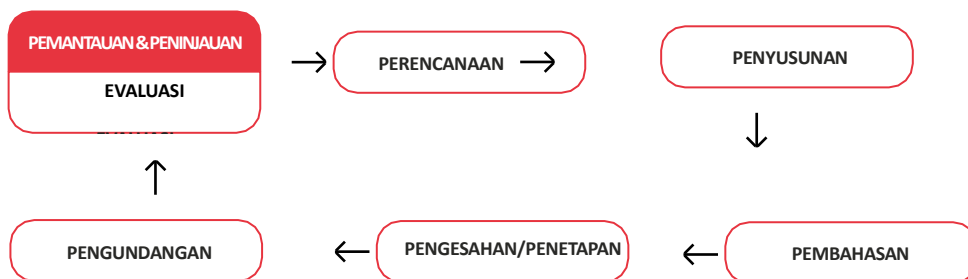 PEMANTAUAN & PENINJAUAN
EVALUASI
PERENCANAAN
PENYUSUNAN
PENGUNDANGAN
PENGESAHAN/PENETAPAN
PEMBAHASAN